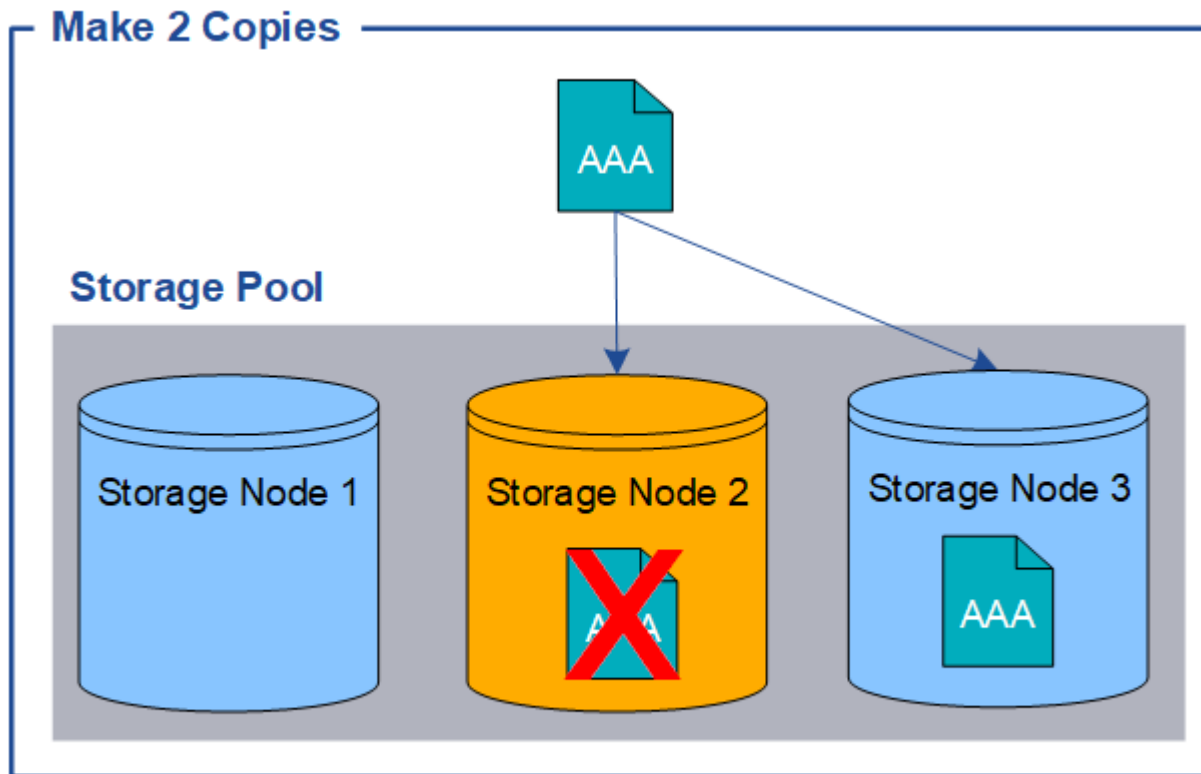 Make 2 Copies
AAA
Storage Pool
Storage Node 1
Storage Node 2
Storage Node 3
AAA